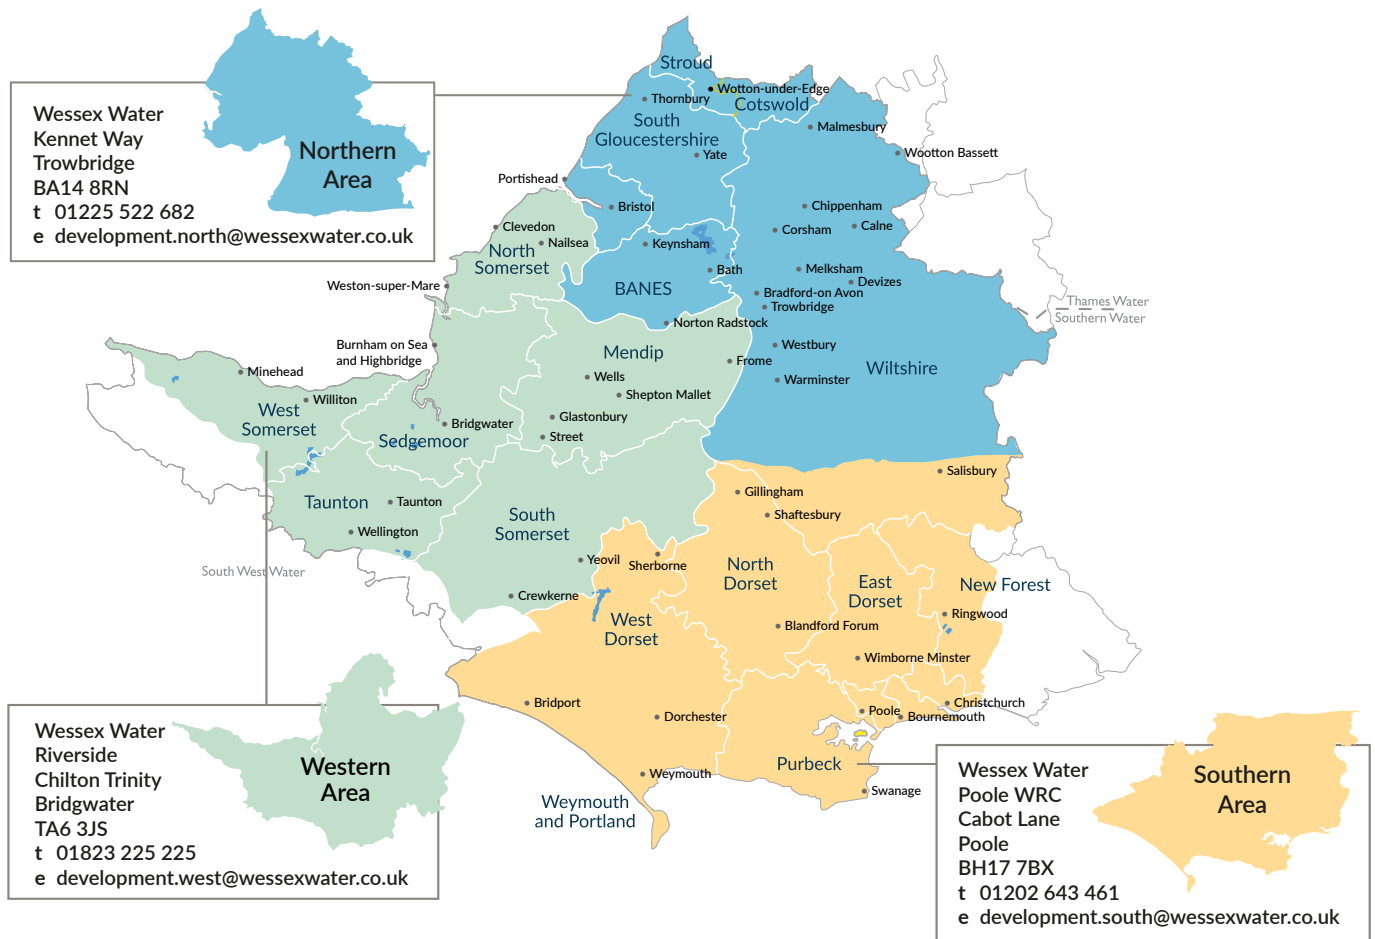 Wessex Water
Kennet Way
Trowbridge
BA14 8RN
t 01225 522 682
e development.north@wessexwater.co.uk
Northern
Area
Stroud
Wotton-under-Edge
Thornbury
Cotswold
South
Gloucestershire
Malmesbury
Yate
Wootton Bassett
Portishead
Bristol
Chippenham
Clevedon
Corsham
Calne
Nailsea
Keynsham
North
Somerset
Bath
Melksham
Devizes
Weston-super-Mare
BANES
Bradford-on Avon
Trowbridge
Thames Water
Southern Water
Norton Radstock
Burnham on Sea
and Highbridge
Mendip
Westbury
Frome
Wiltshire
Minehead
Wells
Warminster
Shepton Mallet
Williton
West
Somerset
Glastonbury
Bridgwater
Sedgemoor
Street
Salisbury
Gillingham
Taunton
Taunton
Shaftesbury
South
Somerset
Wellington
Yeovil
Sherborne
South West Water
North
Dorset
East
Dorset
New Forest
Crewkerne
Ringwood
West
Dorset
Blandford Forum
Wimborne Minster
Bridport
Christchurch
Poole
Bournemouth
Dorchester
Purbeck
Weymouth
Swanage
Weymouth
and Portland
Wessex Water
Riverside
Chilton Trinity
Bridgwater
TA6 3JS
t 01823 225 225
e development.west@wessexwater.co.uk
Western
Area
Wessex Water
Poole WRC
Cabot Lane
Poole
BH17 7BX
t 01202 643 461
e development.south@wessexwater.co.uk
Southern
Area